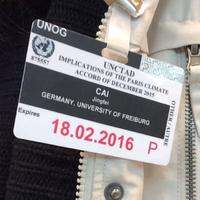 UNOG
UNCTAD
IMPLICATIONS OF THE PARIS CLIMATE
ACCORD OF DECEMBER 2015
CAI
Jingfei
GERMANY, UNIVERSITY OF FREIBURG
Expires
18.02.2016 P
OTHER / AUTRE